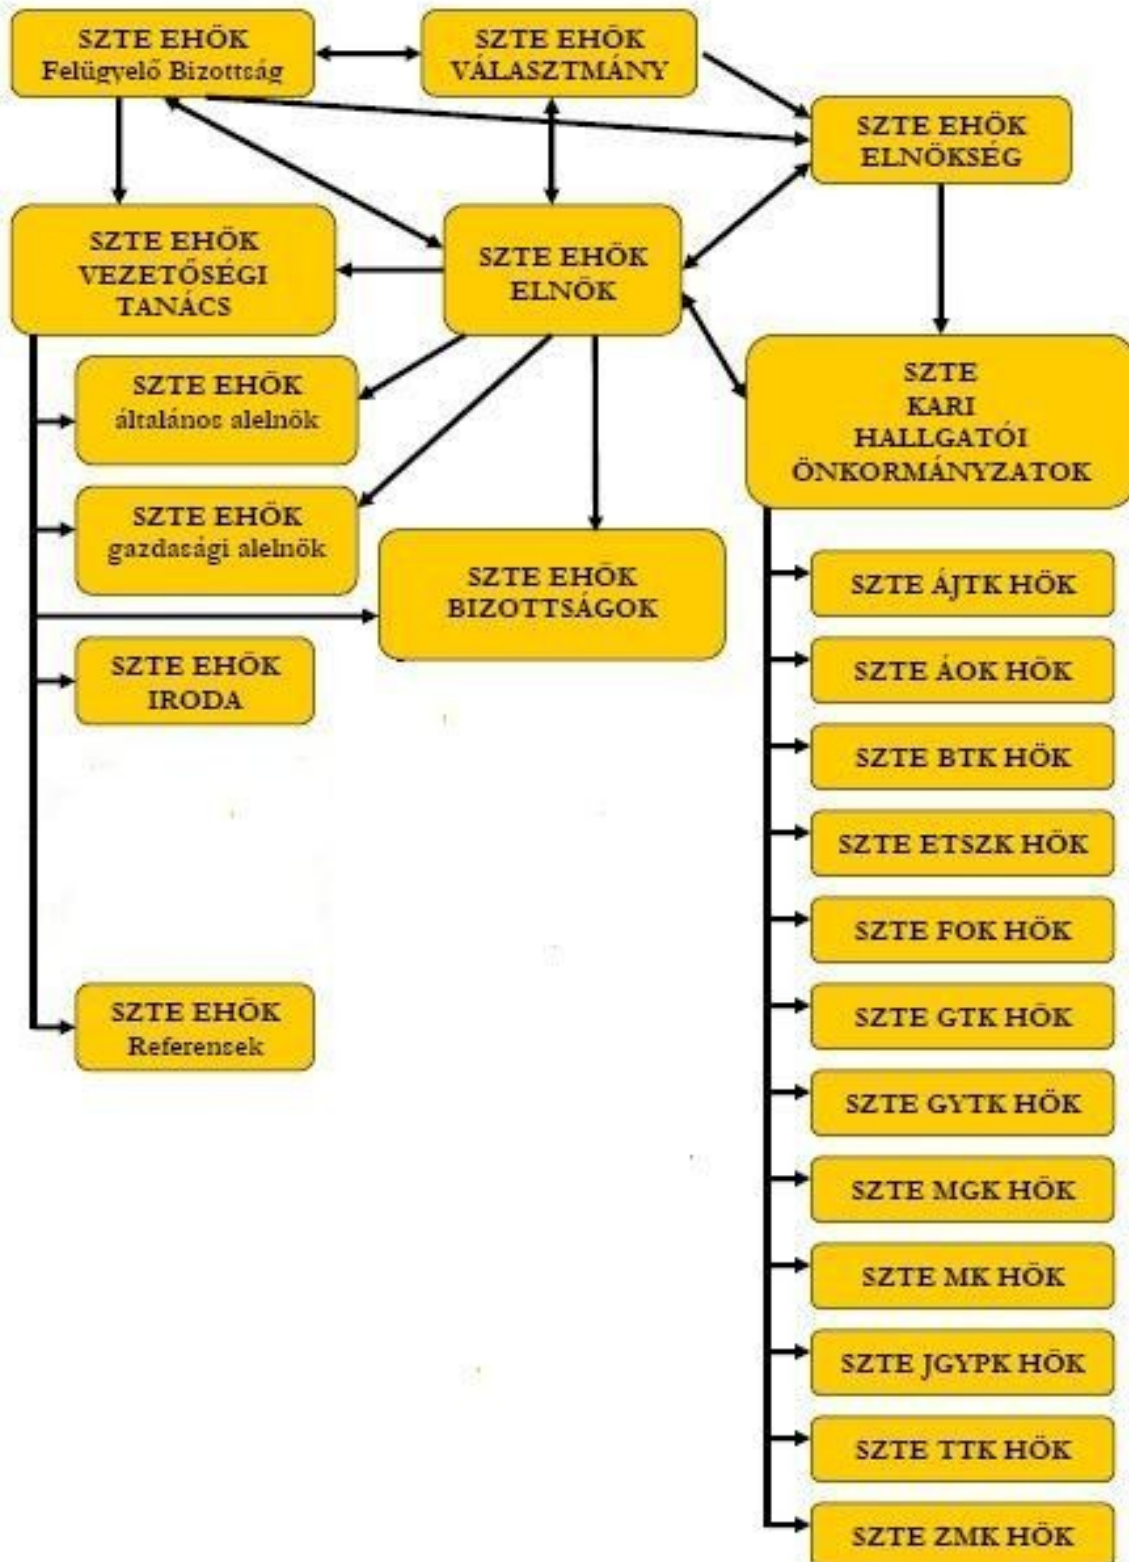 SZTE EHÖK
Felügyelő Bizottság
SZTE EHÖK
VÁLASZTMÁNY
SZTE EHÖK
ELNÖKSÉG
SZTE EHÖK
VEZETŐSÉGI
TANÁCS
SZTE EHÖK
ELNÖK
SZTE EHÖK
általános alelnök
SZTE EHÖK
gazdasági alelnök
SZTE EHÖK
BIZOTTSÁGOK
SZTE EHÖK
IRODA
SZTE EHÖK
Referensek
SZTE
KARI
HALLGATÓI
ÖNKORMÁNYZATOK
SZTE ÁJTK HÖK
SZTE ÁOK HÖK
SZTE BTK HÖK
SZTE ETSZK HÖK
SZTE FOK HÖK
SZTE GTK HÖK
SZTE GYTK HÖK
SZTE MGK HÖK
SZTE MK HÖK
SZTE JGYPK HÖK
SZTE TTK HÖK
SZTE ZMK HÖK